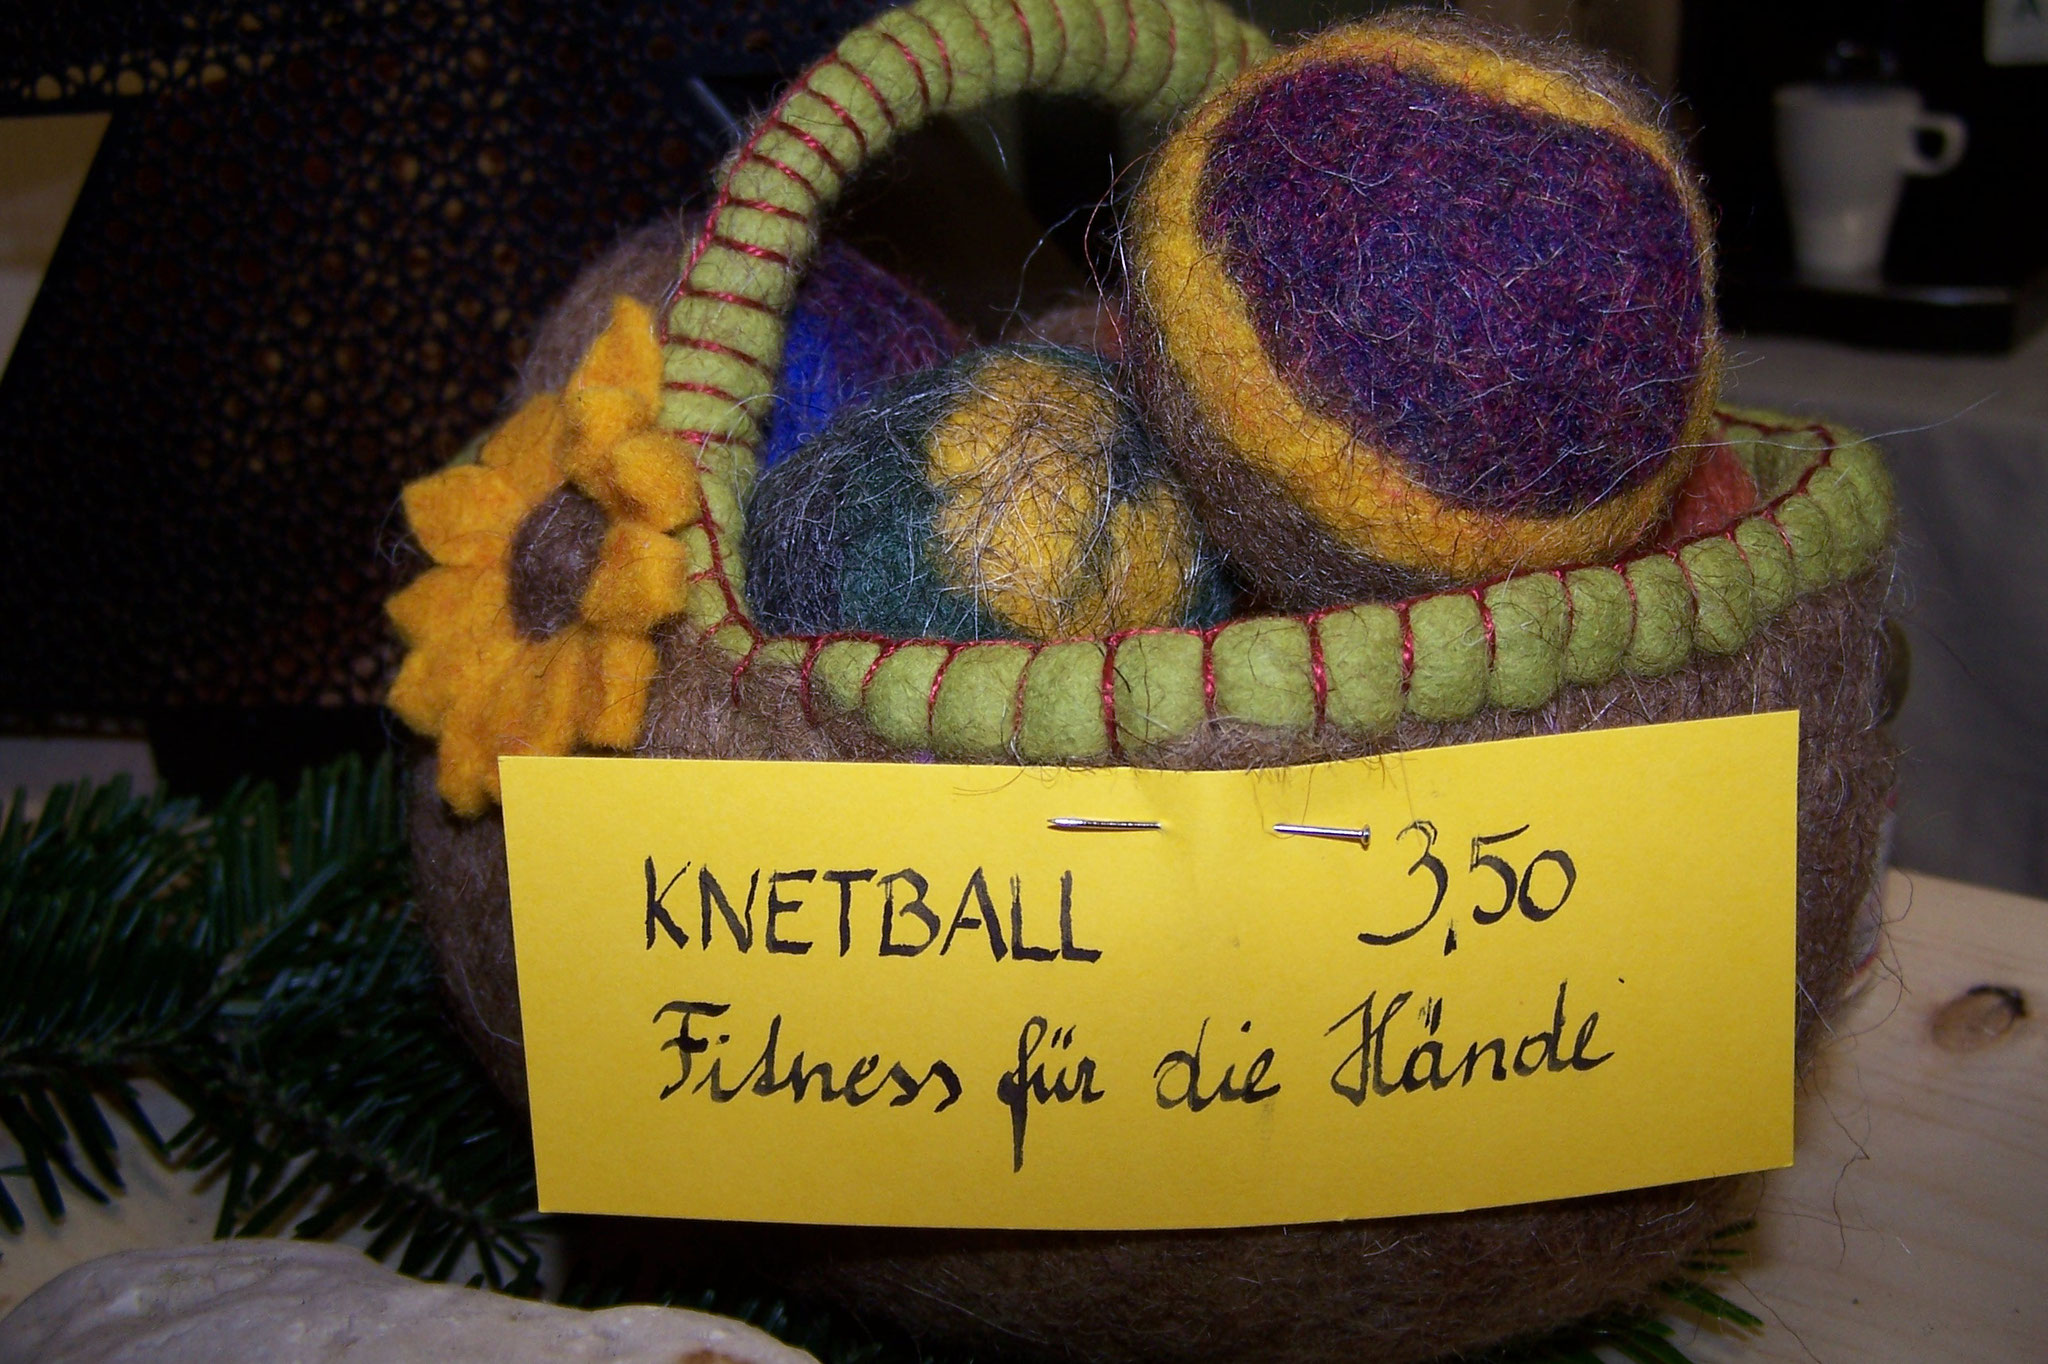 KNETBALL 3,50
Fitness für die Hände